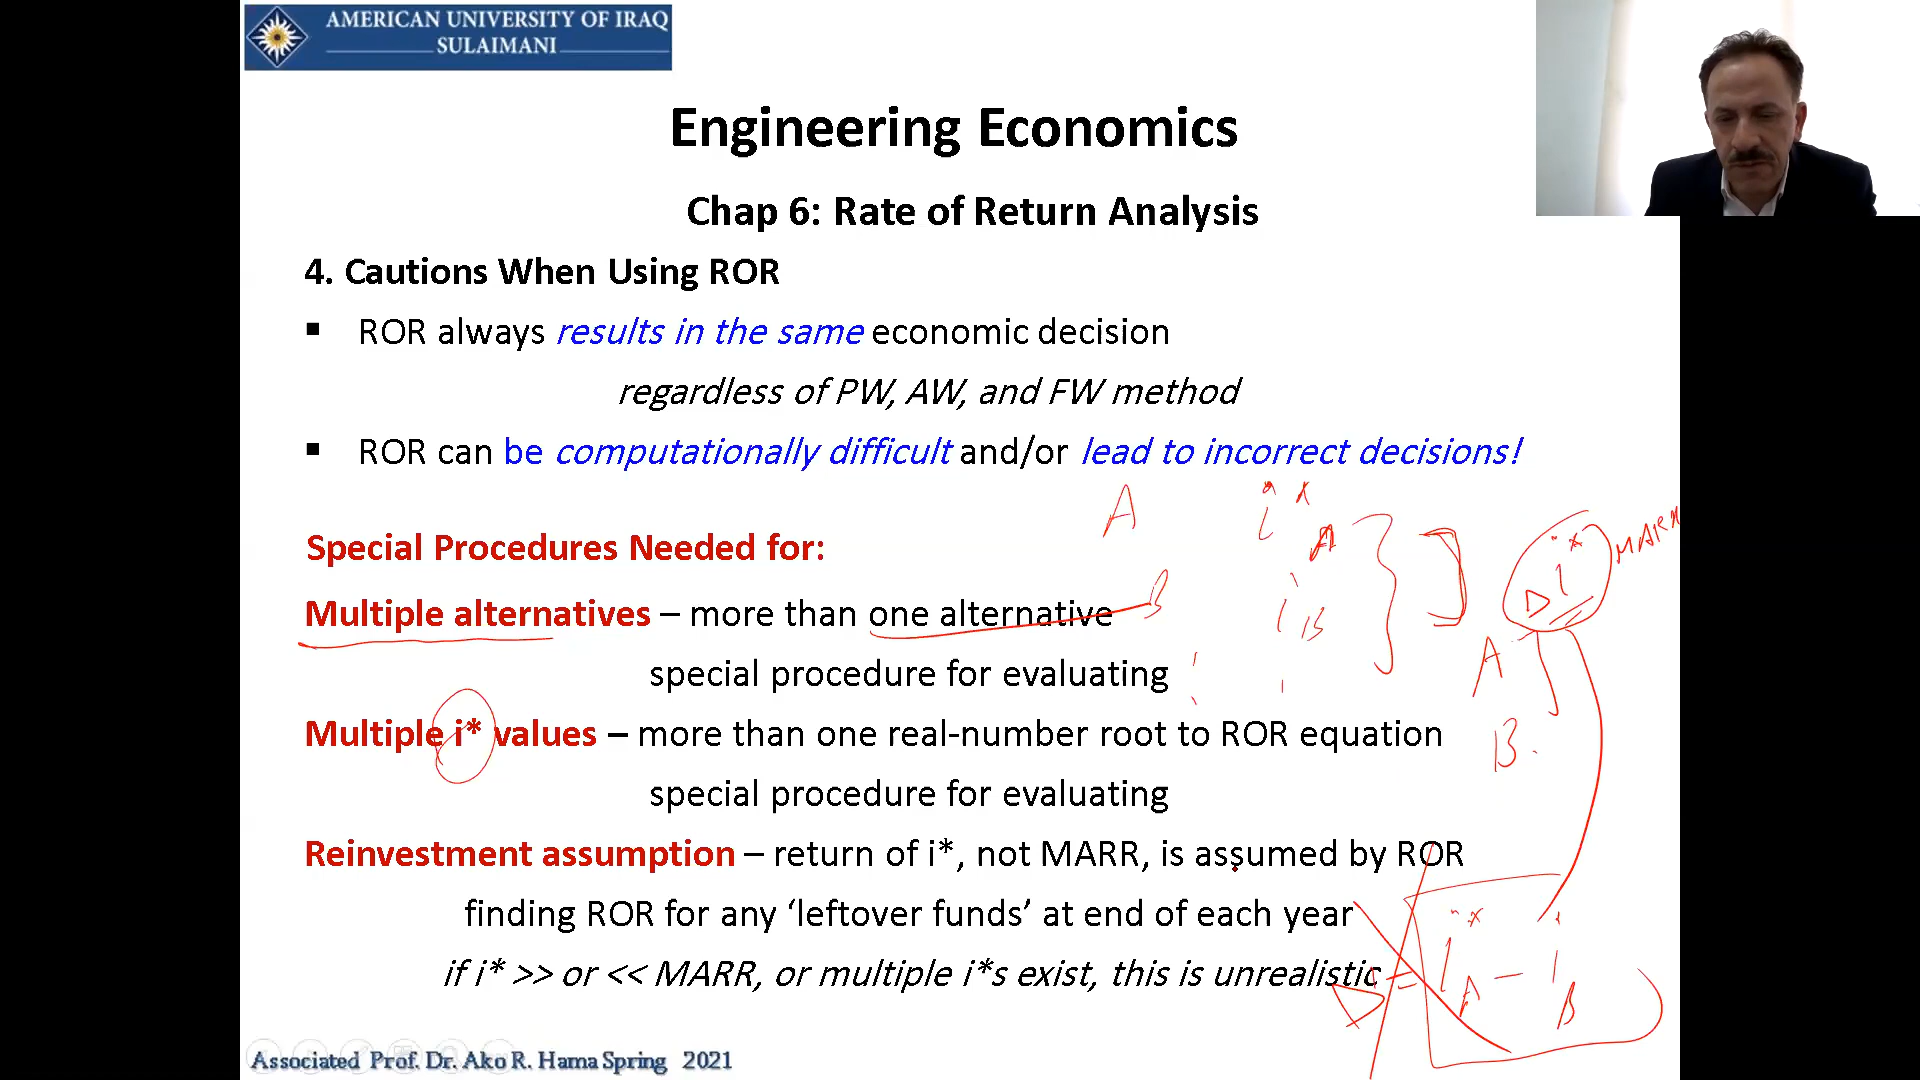 AMERICAN UNIVERSITY OF IRAQ
SULAIMANI
Engineering Economics
Chap 6: Rate of Return Analysis
4. Cautions When Using ROR
▪ ROR always results in the same economic decision
regardless of PW, AW, and FW method
▪ ROR can be computationally difficult and/or lead to incorrect decisions!
A i*A
Special Procedures Needed for:
Δi* MARR
Multiple alternatives – more than one alternative
B iB
special procedure for evaluating
A
Multiple i* values – more than one real-number root to ROR equation
B
special procedure for evaluating
Reinvestment assumption – return of i*, not MARR, is assumed by ROR
finding ROR for any ‘leftover funds’ at end of each year
if i* >> or << MARR, or multiple i*s exist, this is unrealistic
Δ = i*A – iB
Associated Prof. Dr. Ako R. Hama Spring 2021